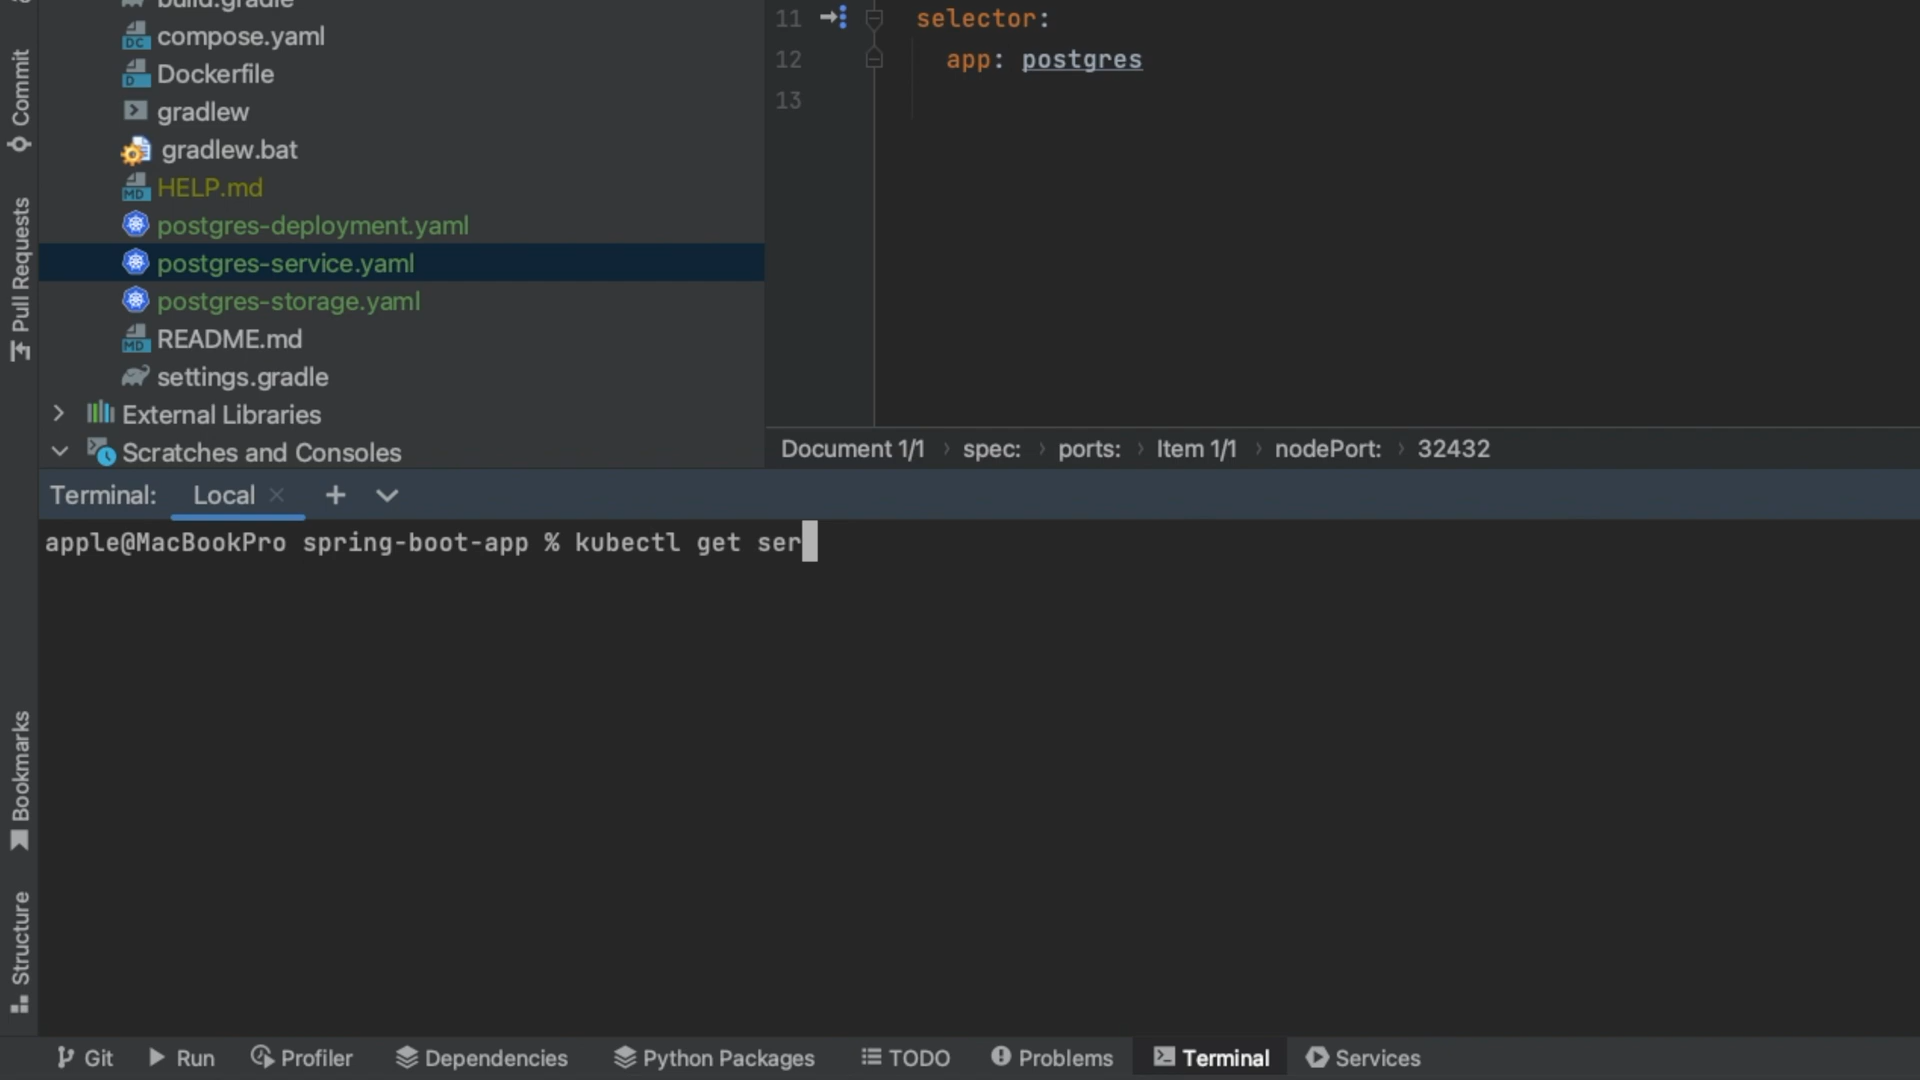 build.gradle
compose.yaml
Dockerfile
gradlew
gradlew.bat
HELP.md
postgres-deployment.yaml
postgres-service.yaml
postgres-storage.yaml
README.md
settings.gradle
External Libraries
Scratches and Consoles
11 selector:
12 app: postgres
13
Document 1/1 › spec: › ports: › Item 1/1 › nodePort: › 32432
Commit
Pull Requests
Bookmarks
Structure
Terminal: Local × +
apple@MacBookPro spring-boot-app % kubectl get ser
Git Run Profiler Dependencies Python Packages TODO Problems Terminal Services